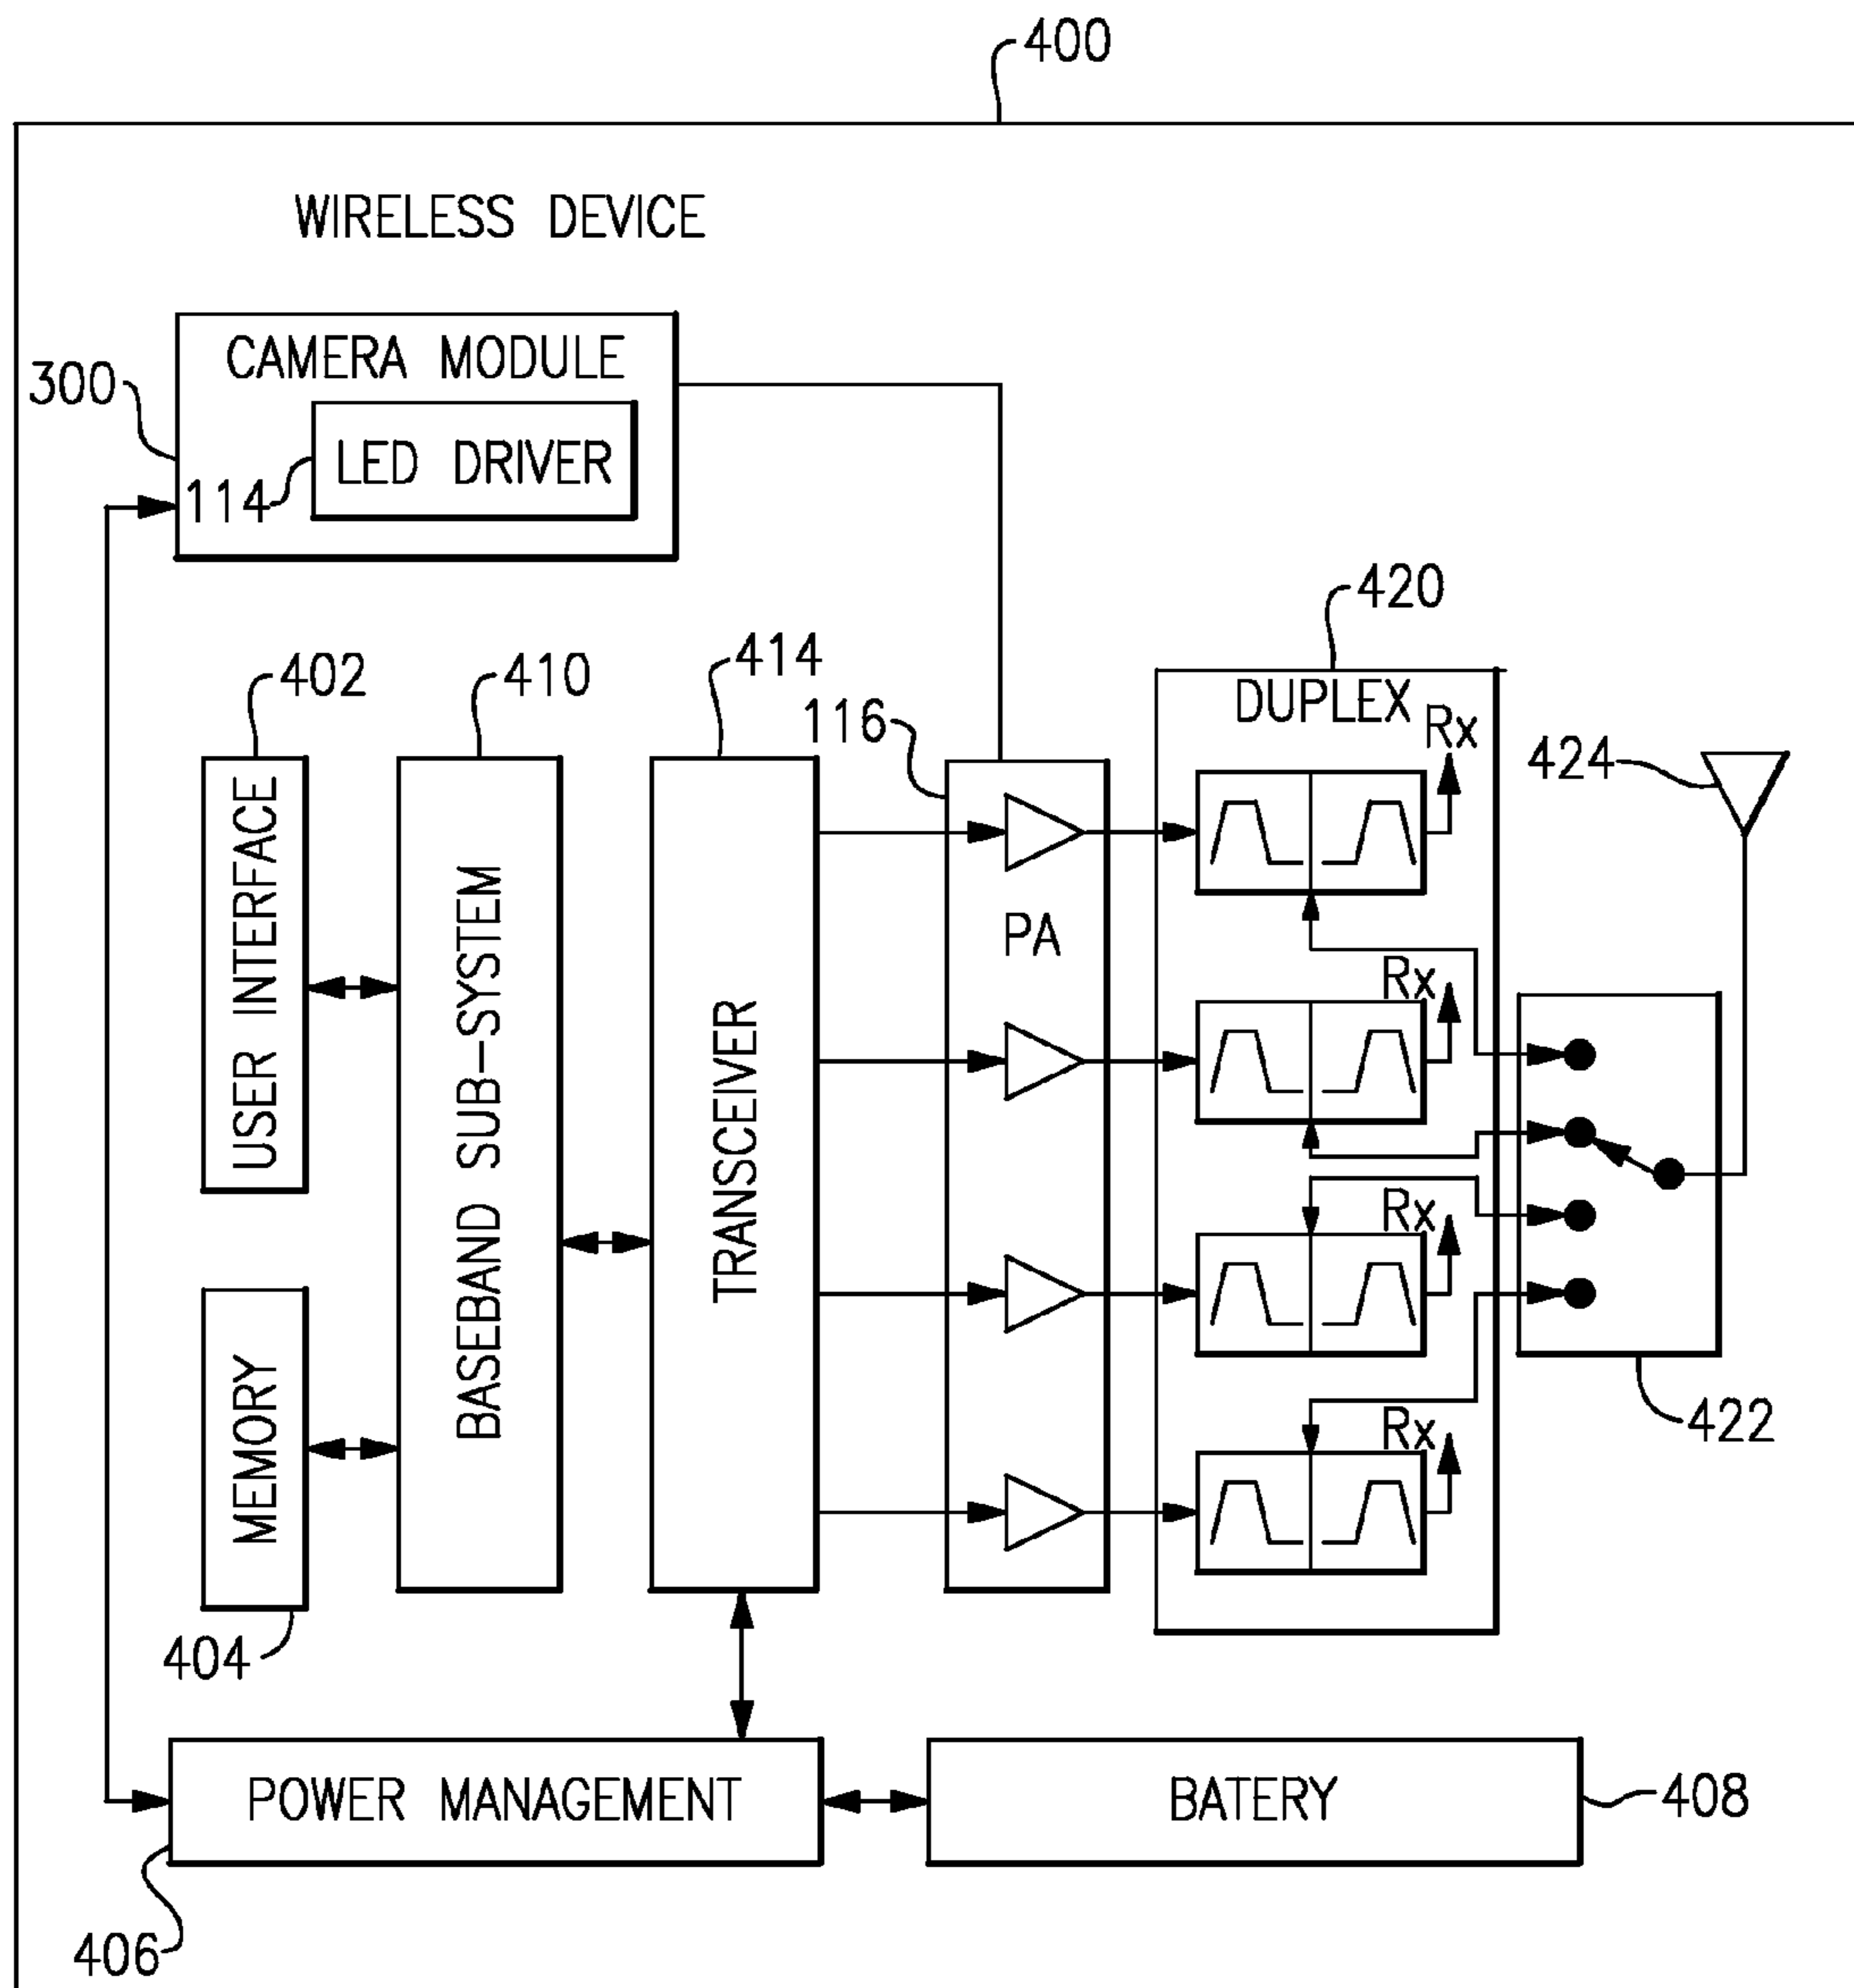 400
WIRELESS DEVICE
CAMERA MODULE
300
LED DRIVER
114
420
402
410
414
116
DUPLEX
Rx
424
USER INTERFACE
BASEBAND SUB-SYSTEM
TRANSCEIVER
PA
Rx
Rx
422
Rx
MEMORY
404
POWER MANAGEMENT
BATERY
408
406